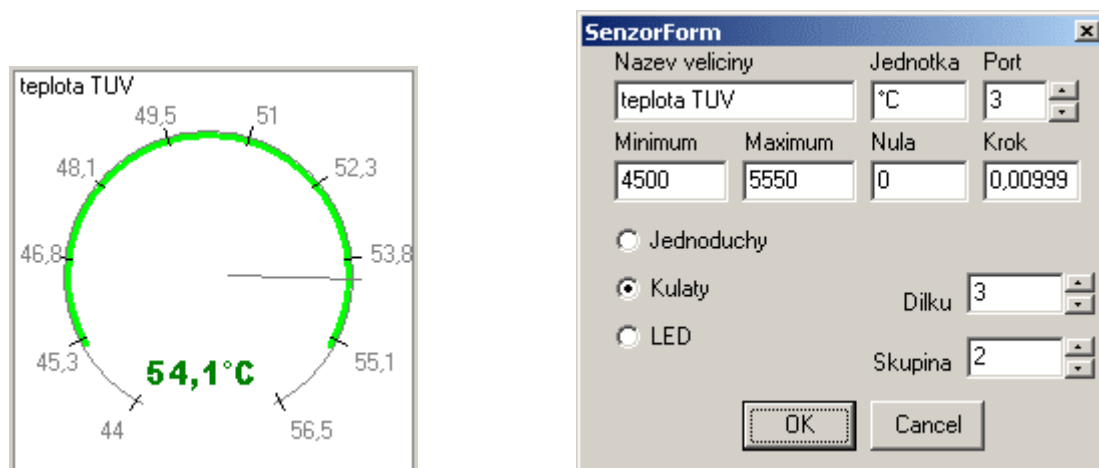 teplota TUV
49,5 51
48,1 52,3
46,8 53,8
45,3 55,1
54,1°C
44 56,5
SenzorForm
Nazev veliciny Jednotka Port
teplota TUV °C 3
Minimum Maximum Nula Krok
4500 5550 0 0,00999
Jednoduchy
Kulaty
Dilku 3
LED
Skupina 2
OK Cancel